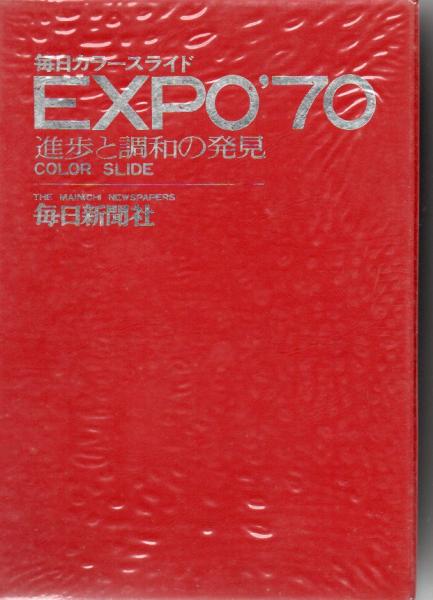 毎日カラースライド
EXPO'70
進歩と調和の発見
COLOR SLIDE
THE MAINICHI NEWSPAPERS
毎日新聞社